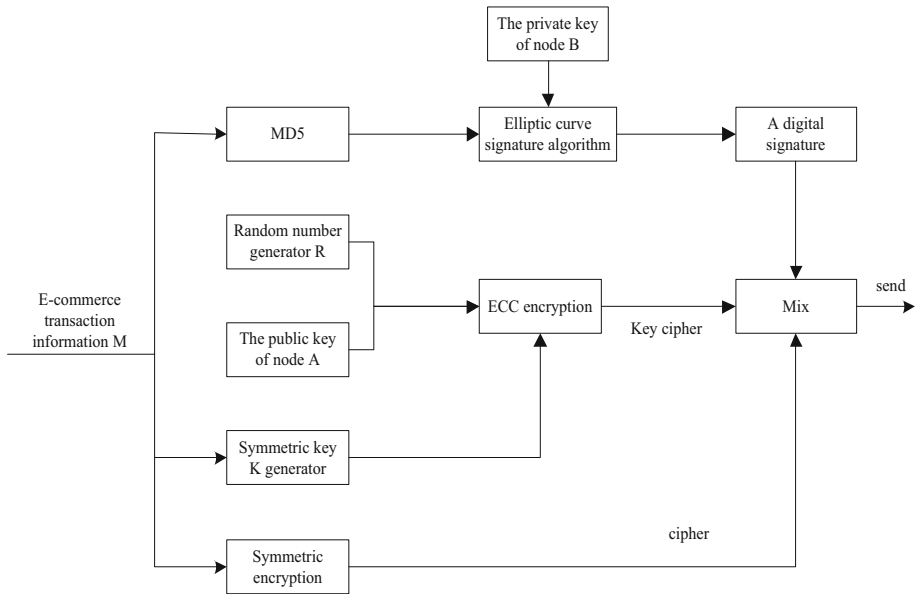 The private key
of node B
MD5
Elliptic curve
signature algorithm
A digital
signature
Random number
generator R
E-commerce
transaction
information M
The public key
of node A
ECC encryption
Key cipher
Mix
send
Symmetric key
K generator
Symmetric
encryption
cipher